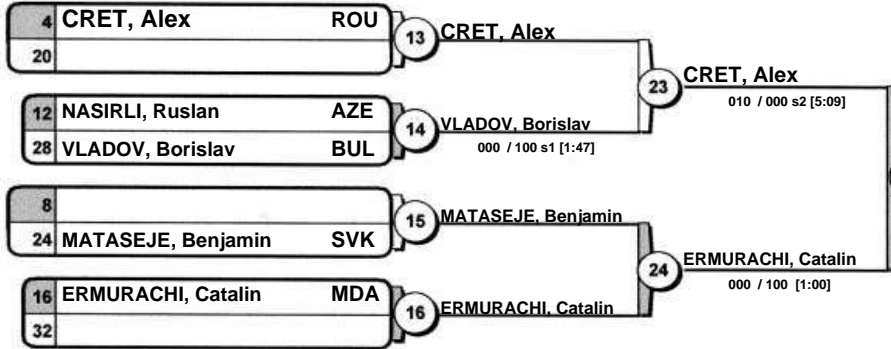 4 CRET, Alex ROU
20
13 CRET, Alex
12 NASIRLI, Ruslan AZE
28 VLADOV, Borislav BUL
14 VLADOV, Borislav
000 / 100 s1 [1:47]
23 CRET, Alex
010 / 000 s2 [5:09]
8
24 MATASEJE, Benjamin SVK
15 MATASEJE, Benjamin
16 ERMURACHI, Catalin MDA
32
16 ERMURACHI, Catalin
24 ERMURACHI, Catalin
000 / 100 [1:00]